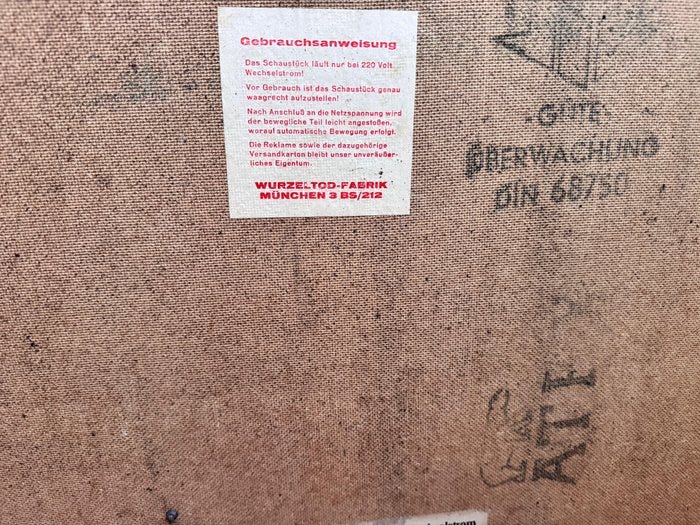 Gebrauchsanweisung
Das Schaustück läuft nur bei 220 Volt
Wechselstrom!
Vor Gebrauch ist das Schaustück genau
waagrecht aufzustellen!
Nach Anschluß an die Netzspannung wird
der bewegliche Teil leicht angestoßen,
worauf automatische Bewegung erfolgt.
Die Reklame sowie der dazugehörige
Versandkarton bleibt unser unveräußer-
liches Eigentum.
WURZELTOD-FABRIK
MÜNCHEN 3 BS/212
-GÜTE-
ÜBERWACHUNG
DIN 68750